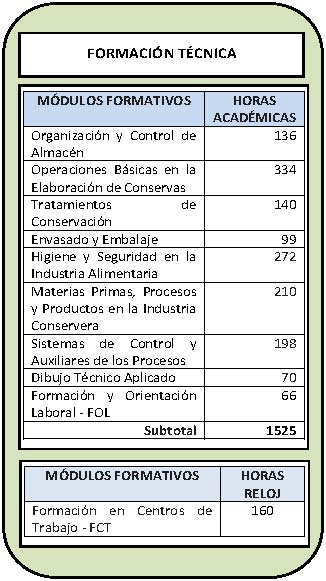 FORMACIÓN TÉCNICA
MÓDULOS FORMATIVOS HORAS
ACADÉMICAS
Organización y Control de 136
Almacén
Operaciones Básicas en la 334
Elaboración de Conservas
Tratamientos de 140
Conservación
Envasado y Embalaje 99
Higiene y Seguridad en la 272
Industria Alimentaria
Materias Primas, Procesos 210
y Productos en la Industria
Conservera
Sistemas de Control y 198
Auxiliares de los Procesos
Dibujo Técnico Aplicado 70
Formación y Orientación 66
Laboral - FOL
Subtotal 1525
MÓDULOS FORMATIVOS HORAS
RELOJ
Formación en Centros de 160
Trabajo - FCT